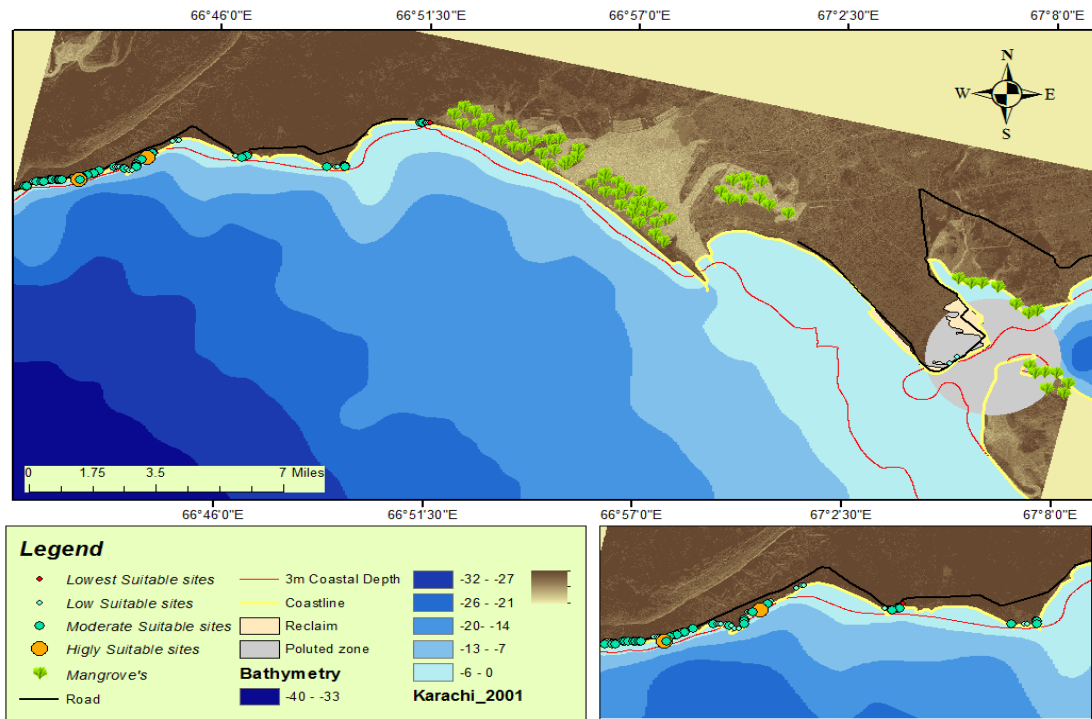 66°46'0"E 66°51'30"E 66°57'0"E 67°2'30"E 67°8'0"E
N
W E
S
0 1.75 3.5 7 Miles
66°46'0"E 66°51'30"E 66°57'0"E 67°2'30"E 67°8'0"E
Legend
Lowest Suitable sites
Low Suitable sites
Moderate Suitable sites
Higly Suitable sites
Mangrove's
Road
3m Coastal Depth
Coastline
Reclaim
Poluted zone
Bathymetry
-40 - -33
-32 - -27
-26 - -21
-20- -14
-13 - -7
-6 - 0
Karachi_2001